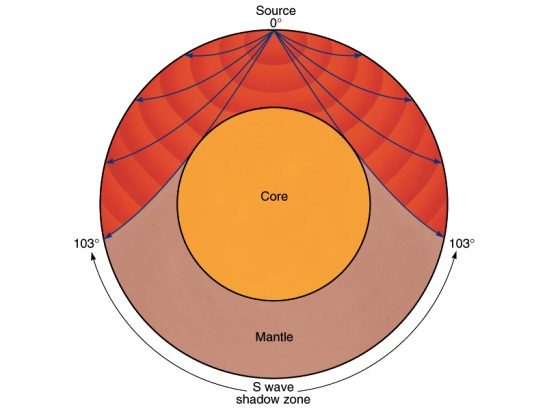 Source
0°
Core
103°
103°
Mantle
S wave
shadow zone